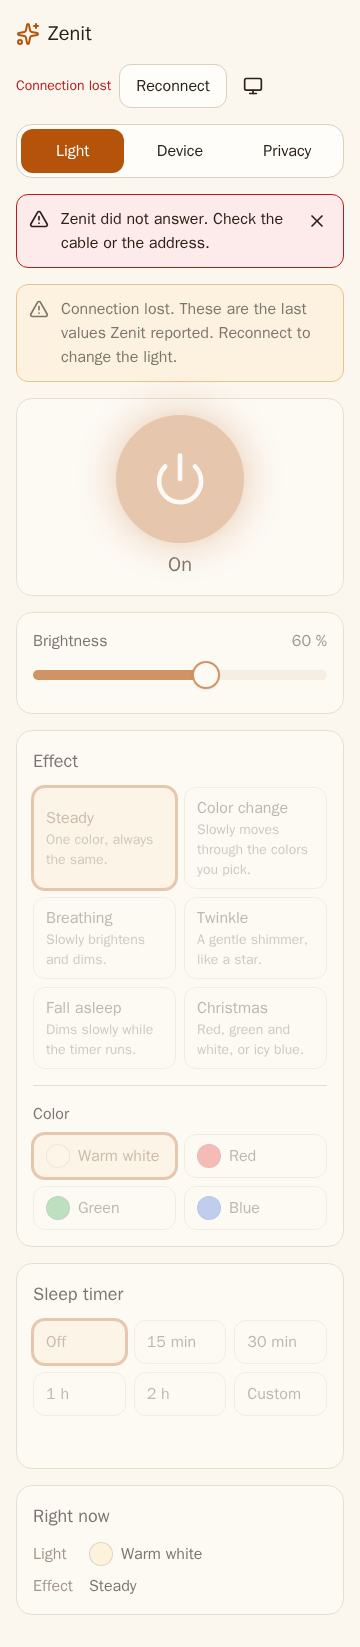 Zenit
Connection lost
Reconnect
Light
Device
Privacy
Zenit did not answer. Check the
cable or the address.
Connection lost. These are the last
values Zenit reported. Reconnect to
change the light.
On
Brightness
60 %
Effect
Steady
One color, always
the same.
Color change
Slowly moves
through the colors
you pick.
Breathing
Slowly brightens
and dims.
Twinkle
A gentle shimmer,
like a star.
Fall asleep
Dims slowly while
the timer runs.
Christmas
Red, green and
white, or icy blue.
Color
Warm white
Red
Green
Blue
Sleep timer
Off
15 min
30 min
1 h
2 h
Custom
Right now
Light
Warm white
Effect
Steady